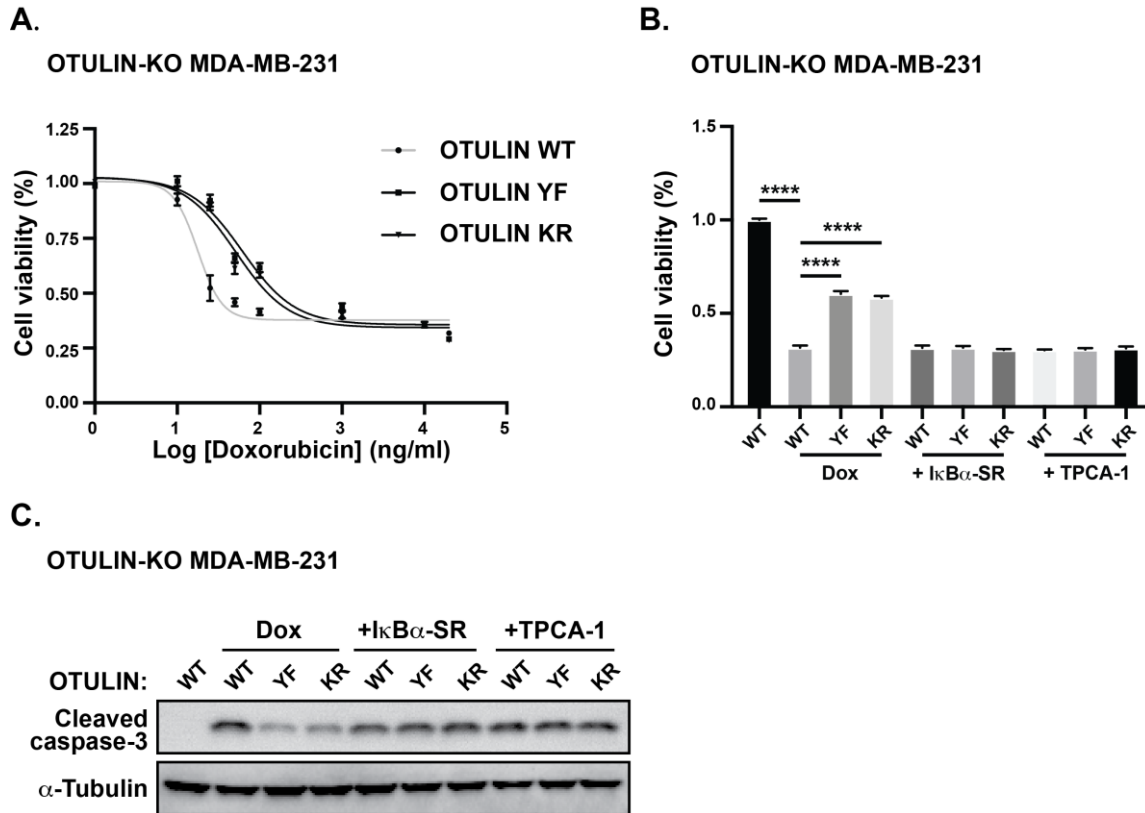 A.
OTULIN-KO MDA-MB-231
Cell viability (%)
1.25
1.00
0.75
0.50
0.25
0.00
0 1 2 3 4 5
Log [Doxorubicin] (ng/ml)
OTULIN WT
OTULIN YF
OTULIN KR
B.
OTULIN-KO MDA-MB-231
Cell viability (%)
1.5
1.0
0.5
0.0
****
****
****
WT WT YF KR WT YF KR WT YF KR
Dox + IκBα-SR + TPCA-1
C.
OTULIN-KO MDA-MB-231
Dox +IκBα-SR +TPCA-1
OTULIN: WT WT YF KR WT YF KR WT YF KR
Cleaved
caspase-3
α-Tubulin